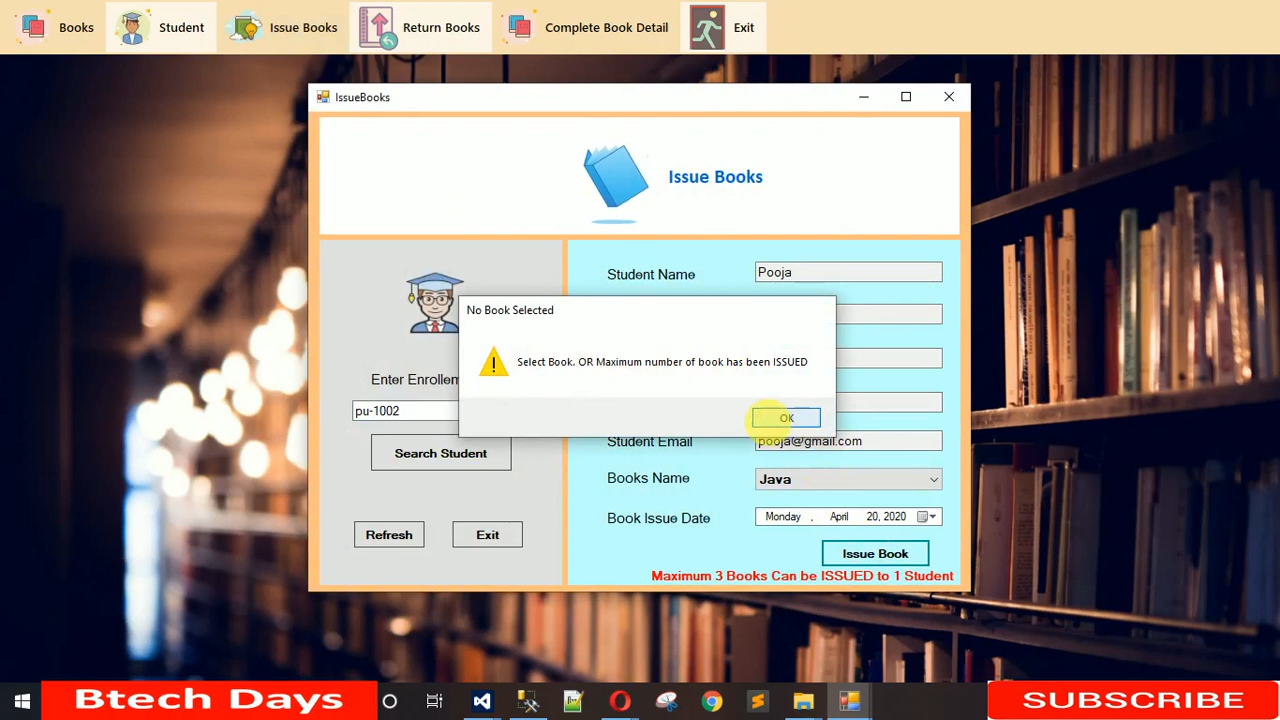 Books
Student
Issue Books
Return Books
Complete Book Detail
Exit
IssueBooks
Issue Books
Student Name
Pooja
No Book Selected
Select Book. OR Maximum number of book has been ISSUED
OK
Enter Enrollem
pu-1002
Search Student
Refresh
Exit
Student Email
pooja@gmail.com
Books Name
Java
Book Issue Date
Monday , April 20, 2020
Issue Book
Maximum 3 Books Can be ISSUED to 1 Student
Btech Days
SUBSCRIBE